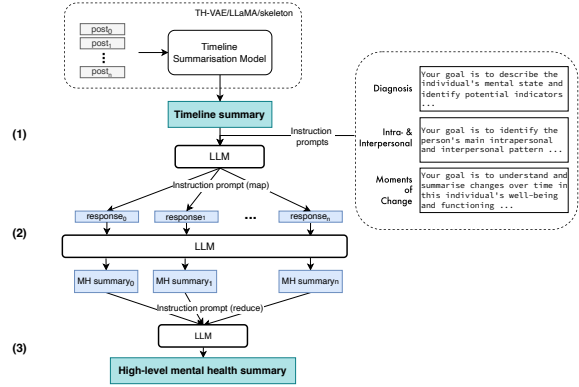 TH-VAE/LLaMA/skeleton
post0
post1
postn
Timeline
Summarisation Model
Timeline summary
(1)
Instruction
prompts
LLM
Diagnosis
Your goal is to describe the
individual's mental state and
identify potential indicators
...
Intra- &
Interpersonal
Your goal is to identify the
person's main intrapersonal
and interpersonal pattern ...
Moments
of
Change
Your goal is to understand and
summarise changes over time in
this individual's well-being
and functioning ...
Instruction prompt (map)
response0 response1 ... responsen
(2)
LLM
MH summary0 MH summary1 MH summaryn
Instruction prompt (reduce)
LLM
(3)
High-level mental health summary